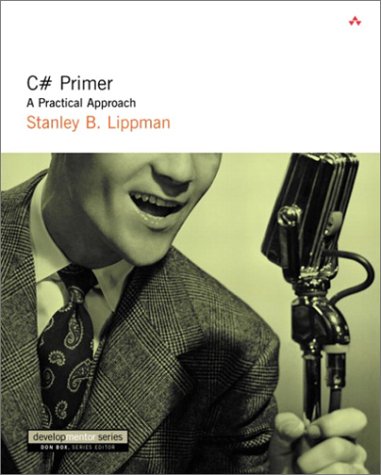 C# Primer
A Practical Approach
Stanley B. Lippman
developmentor series
DON BOX, SERIES EDITOR